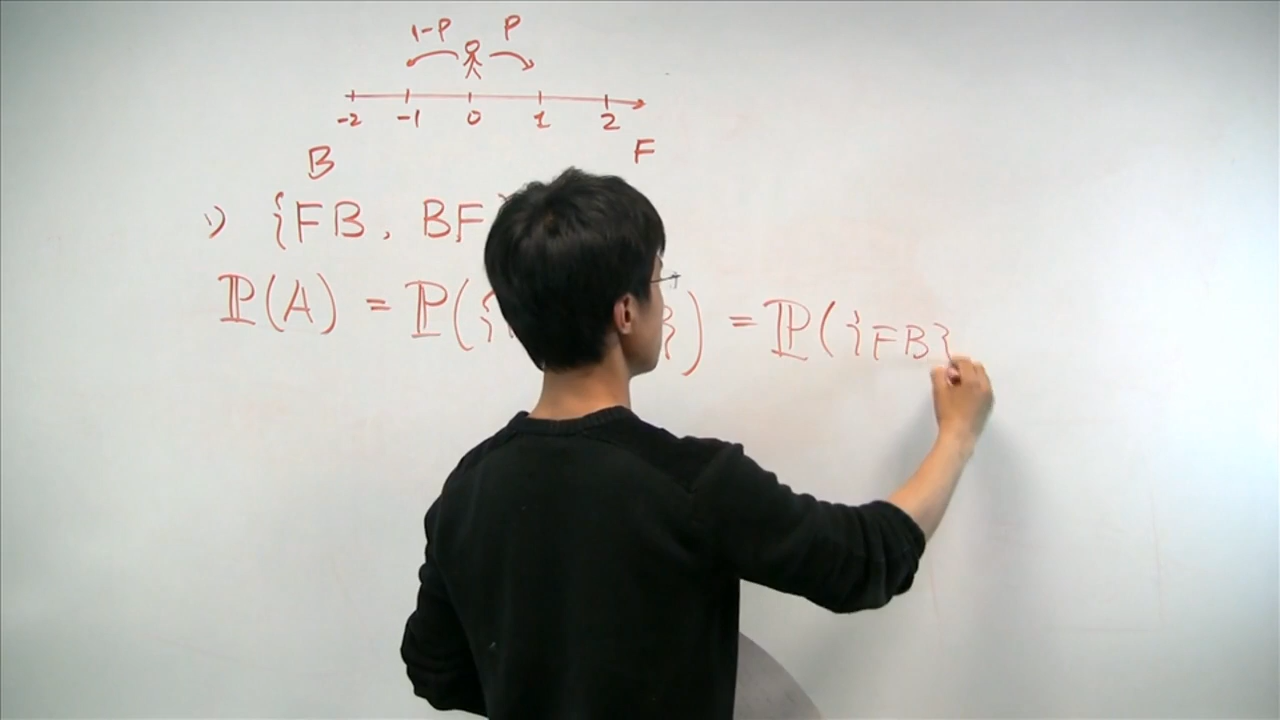 1-P P
-2 -1 0 1 2
B F
1) {FB, BF}
ℙ(A) = ℙ({ }) = ℙ({FB}